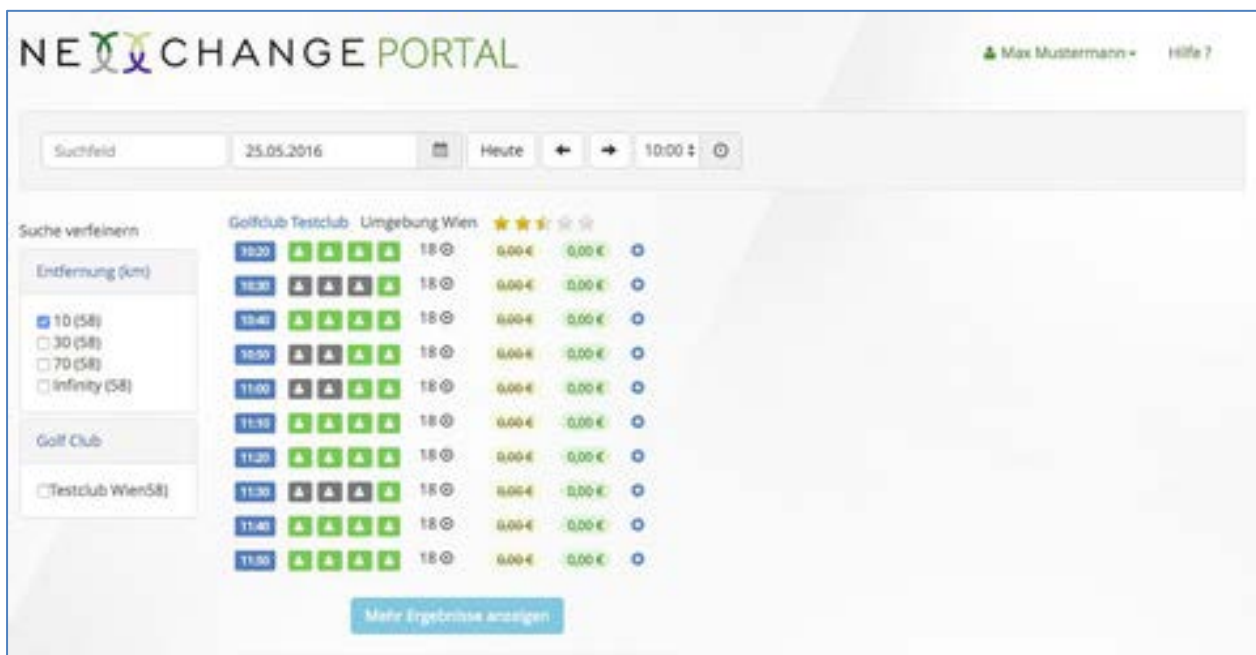 NEXXCHANGE PORTAL
Max Mustermann
Hilfe ?
Suchfeld
25.05.2016
Heute
10:00
Suche verfeinern
Entfernung (km)
10 (58)
30 (58)
70 (58)
Infinity (58)
Golf Club
Testclub Wien58)
Golfclub Testclub Umgebung Wien
10:20 18 0,00 € 0,00 €
10:30 18 0,00 € 0,00 €
10:40 18 0,00 € 0,00 €
10:50 18 0,00 € 0,00 €
11:00 18 0,00 € 0,00 €
11:10 18 0,00 € 0,00 €
11:20 18 0,00 € 0,00 €
11:30 18 0,00 € 0,00 €
11:40 18 0,00 € 0,00 €
11:50 18 0,00 € 0,00 €
Mehr Ergebnisse anzeigen